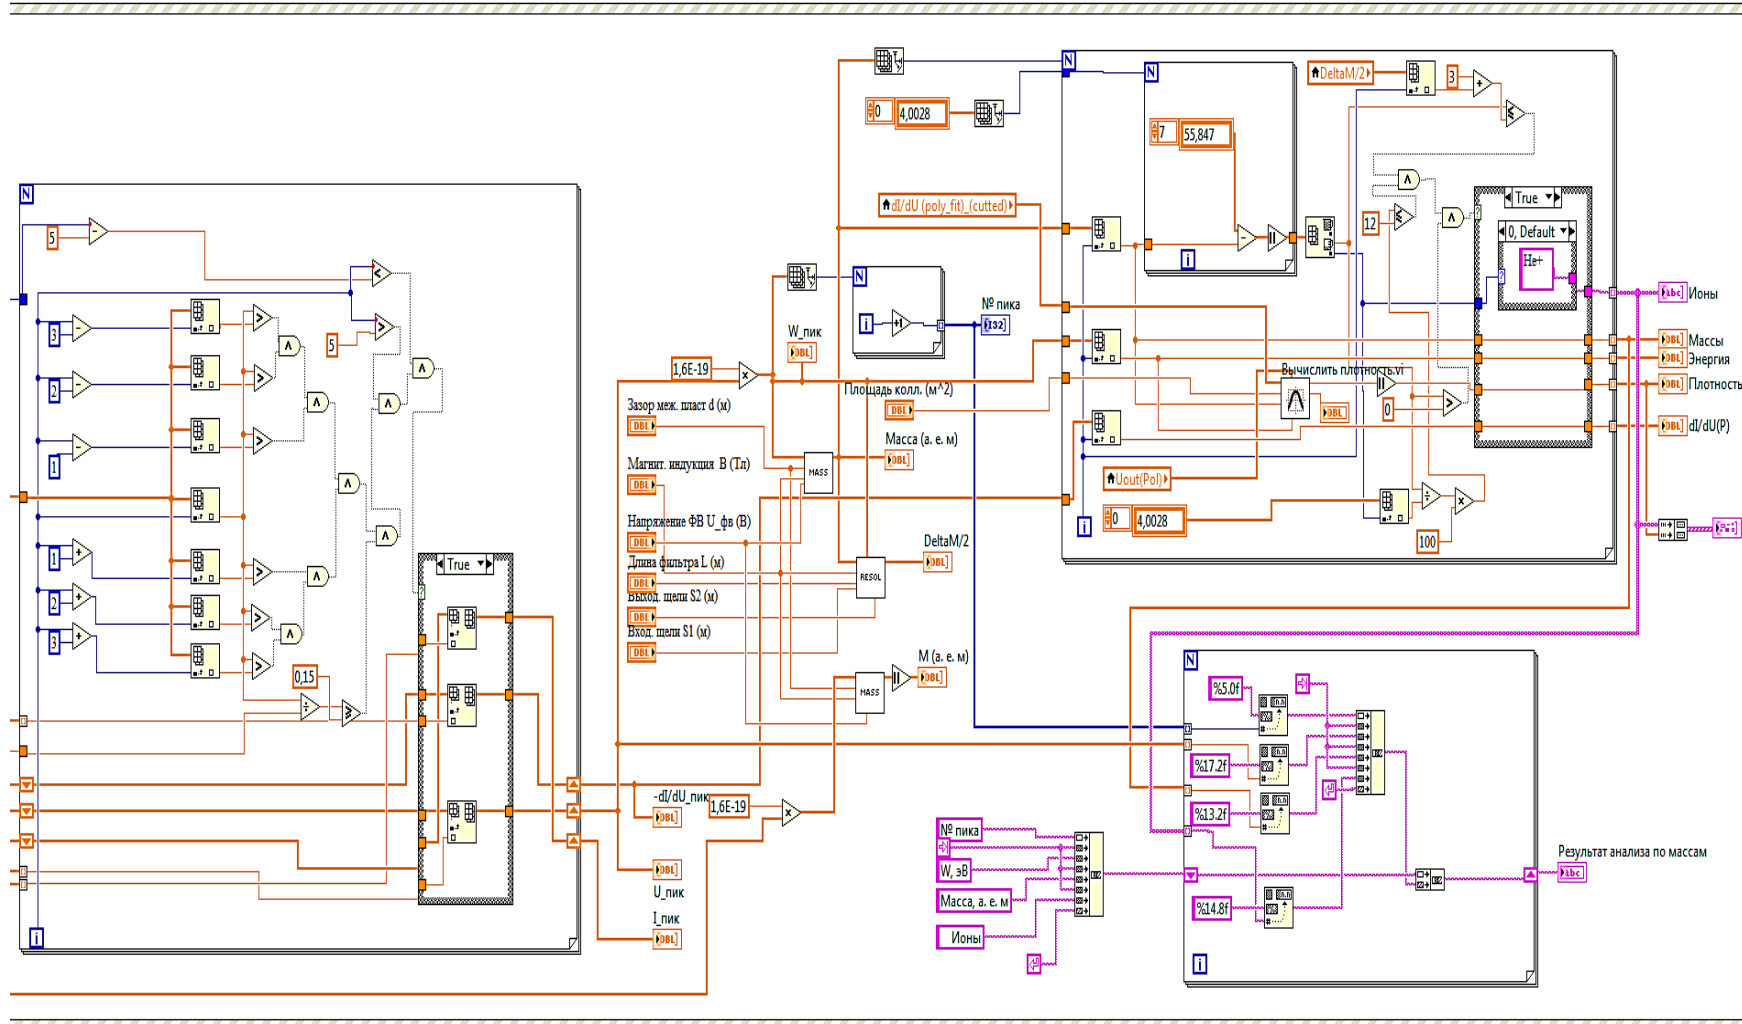 N
5
3
2
1
1
2
3
5
0,15
True
i
1,6E-19
W_пик
DBL
N
i
+1
№ пика
I32
Зазор меж. пласт d (м)
DBL
Магнит. индукция B (Тл)
DBL
Напряжение ФВ U_фв (В)
DBL
Длина фильтра L (м)
DBL
Выход. щели S2 (м)
DBL
Вход. щели S1 (м)
DBL
Площадь колл. (м^2)
DBL
Масса (а. е. м)
DBL
MASS
DeltaM/2
DBL
RESOL
M (а. е. м)
DBL
MASS
-dI/dU_пик
DBL
1,6E-19
U_пик
DBL
I_пик
DBL
0
4,0028
dI/dU (poly_fit)_(cutted)
N
N
7
55,847
i
DeltaM/2
3
12
True
0, Default
He+
Вычислить плотность.vi
DBL
0
Uout(Pol)
0
4,0028
100
i
abc
Ионы
DBL
Массы
DBL
Энергия
DBL
Плотность
DBL
dI/dU(P)
N
%5.0f
%17.2f
%13.2f
%14.8f
i
№ пика
W, эВ
Масса, а. е. м
Ионы
Результат анализа по массам
abc